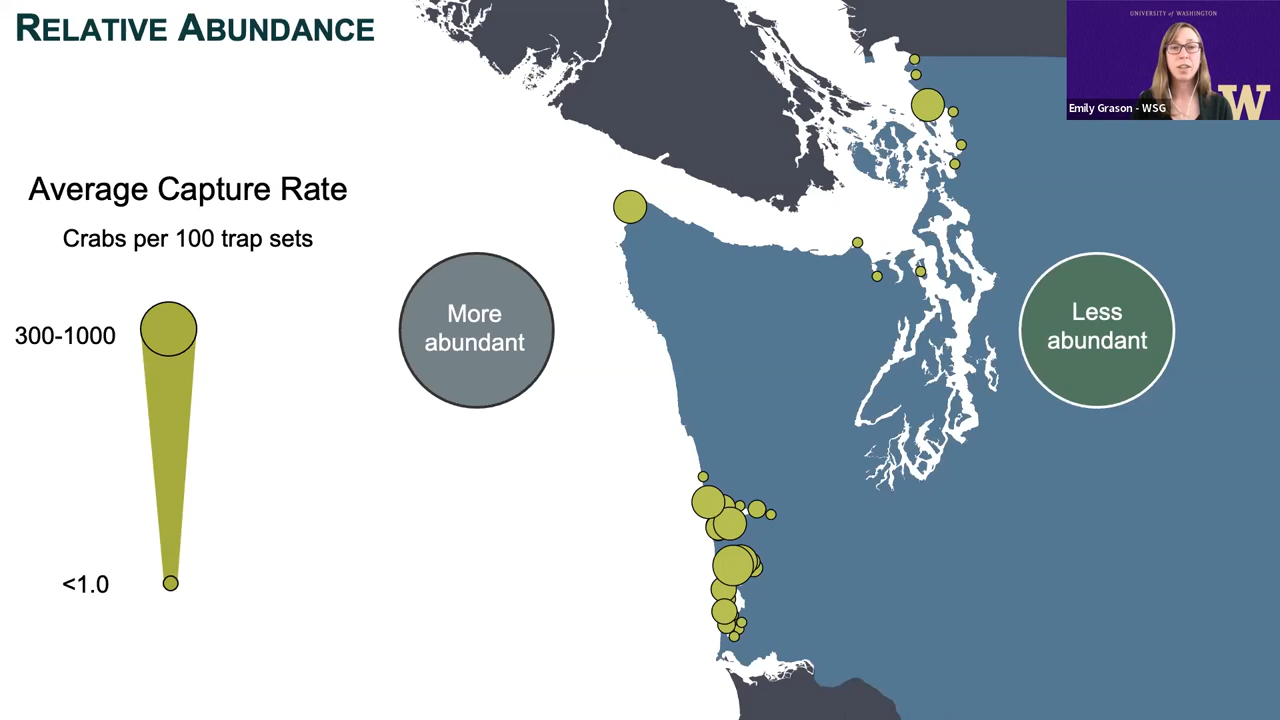 RELATIVE ABUNDANCE
UNIVERSITY of WASHINGTON
Emily Grason - WSG
W
Average Capture Rate
Crabs per 100 trap sets
300-1000
<1.0
More
abundant
Less
abundant